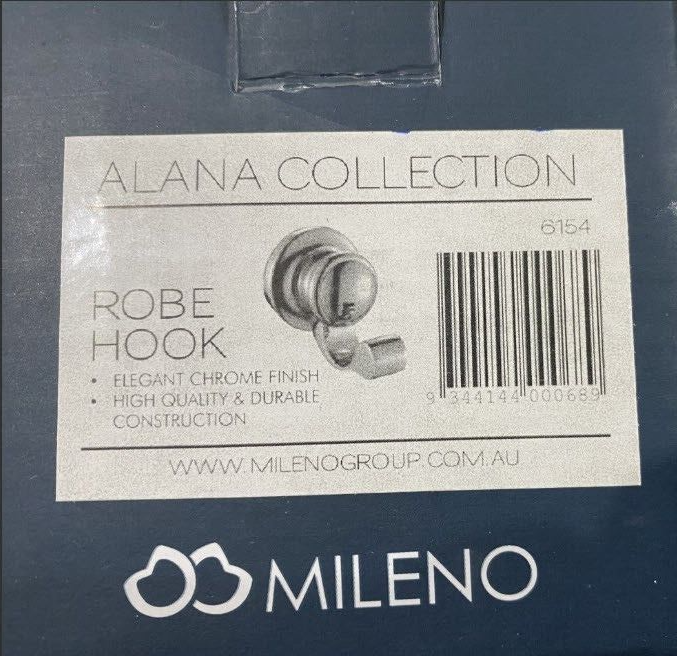 ALANA COLLECTION
6154
ROBE
HOOK
• ELEGANT CHROME FINISH
• HIGH QUALITY & DURABLE
CONSTRUCTION
9 344144 000689
WWW.MILENOGROUP.COM.AU
MILENO